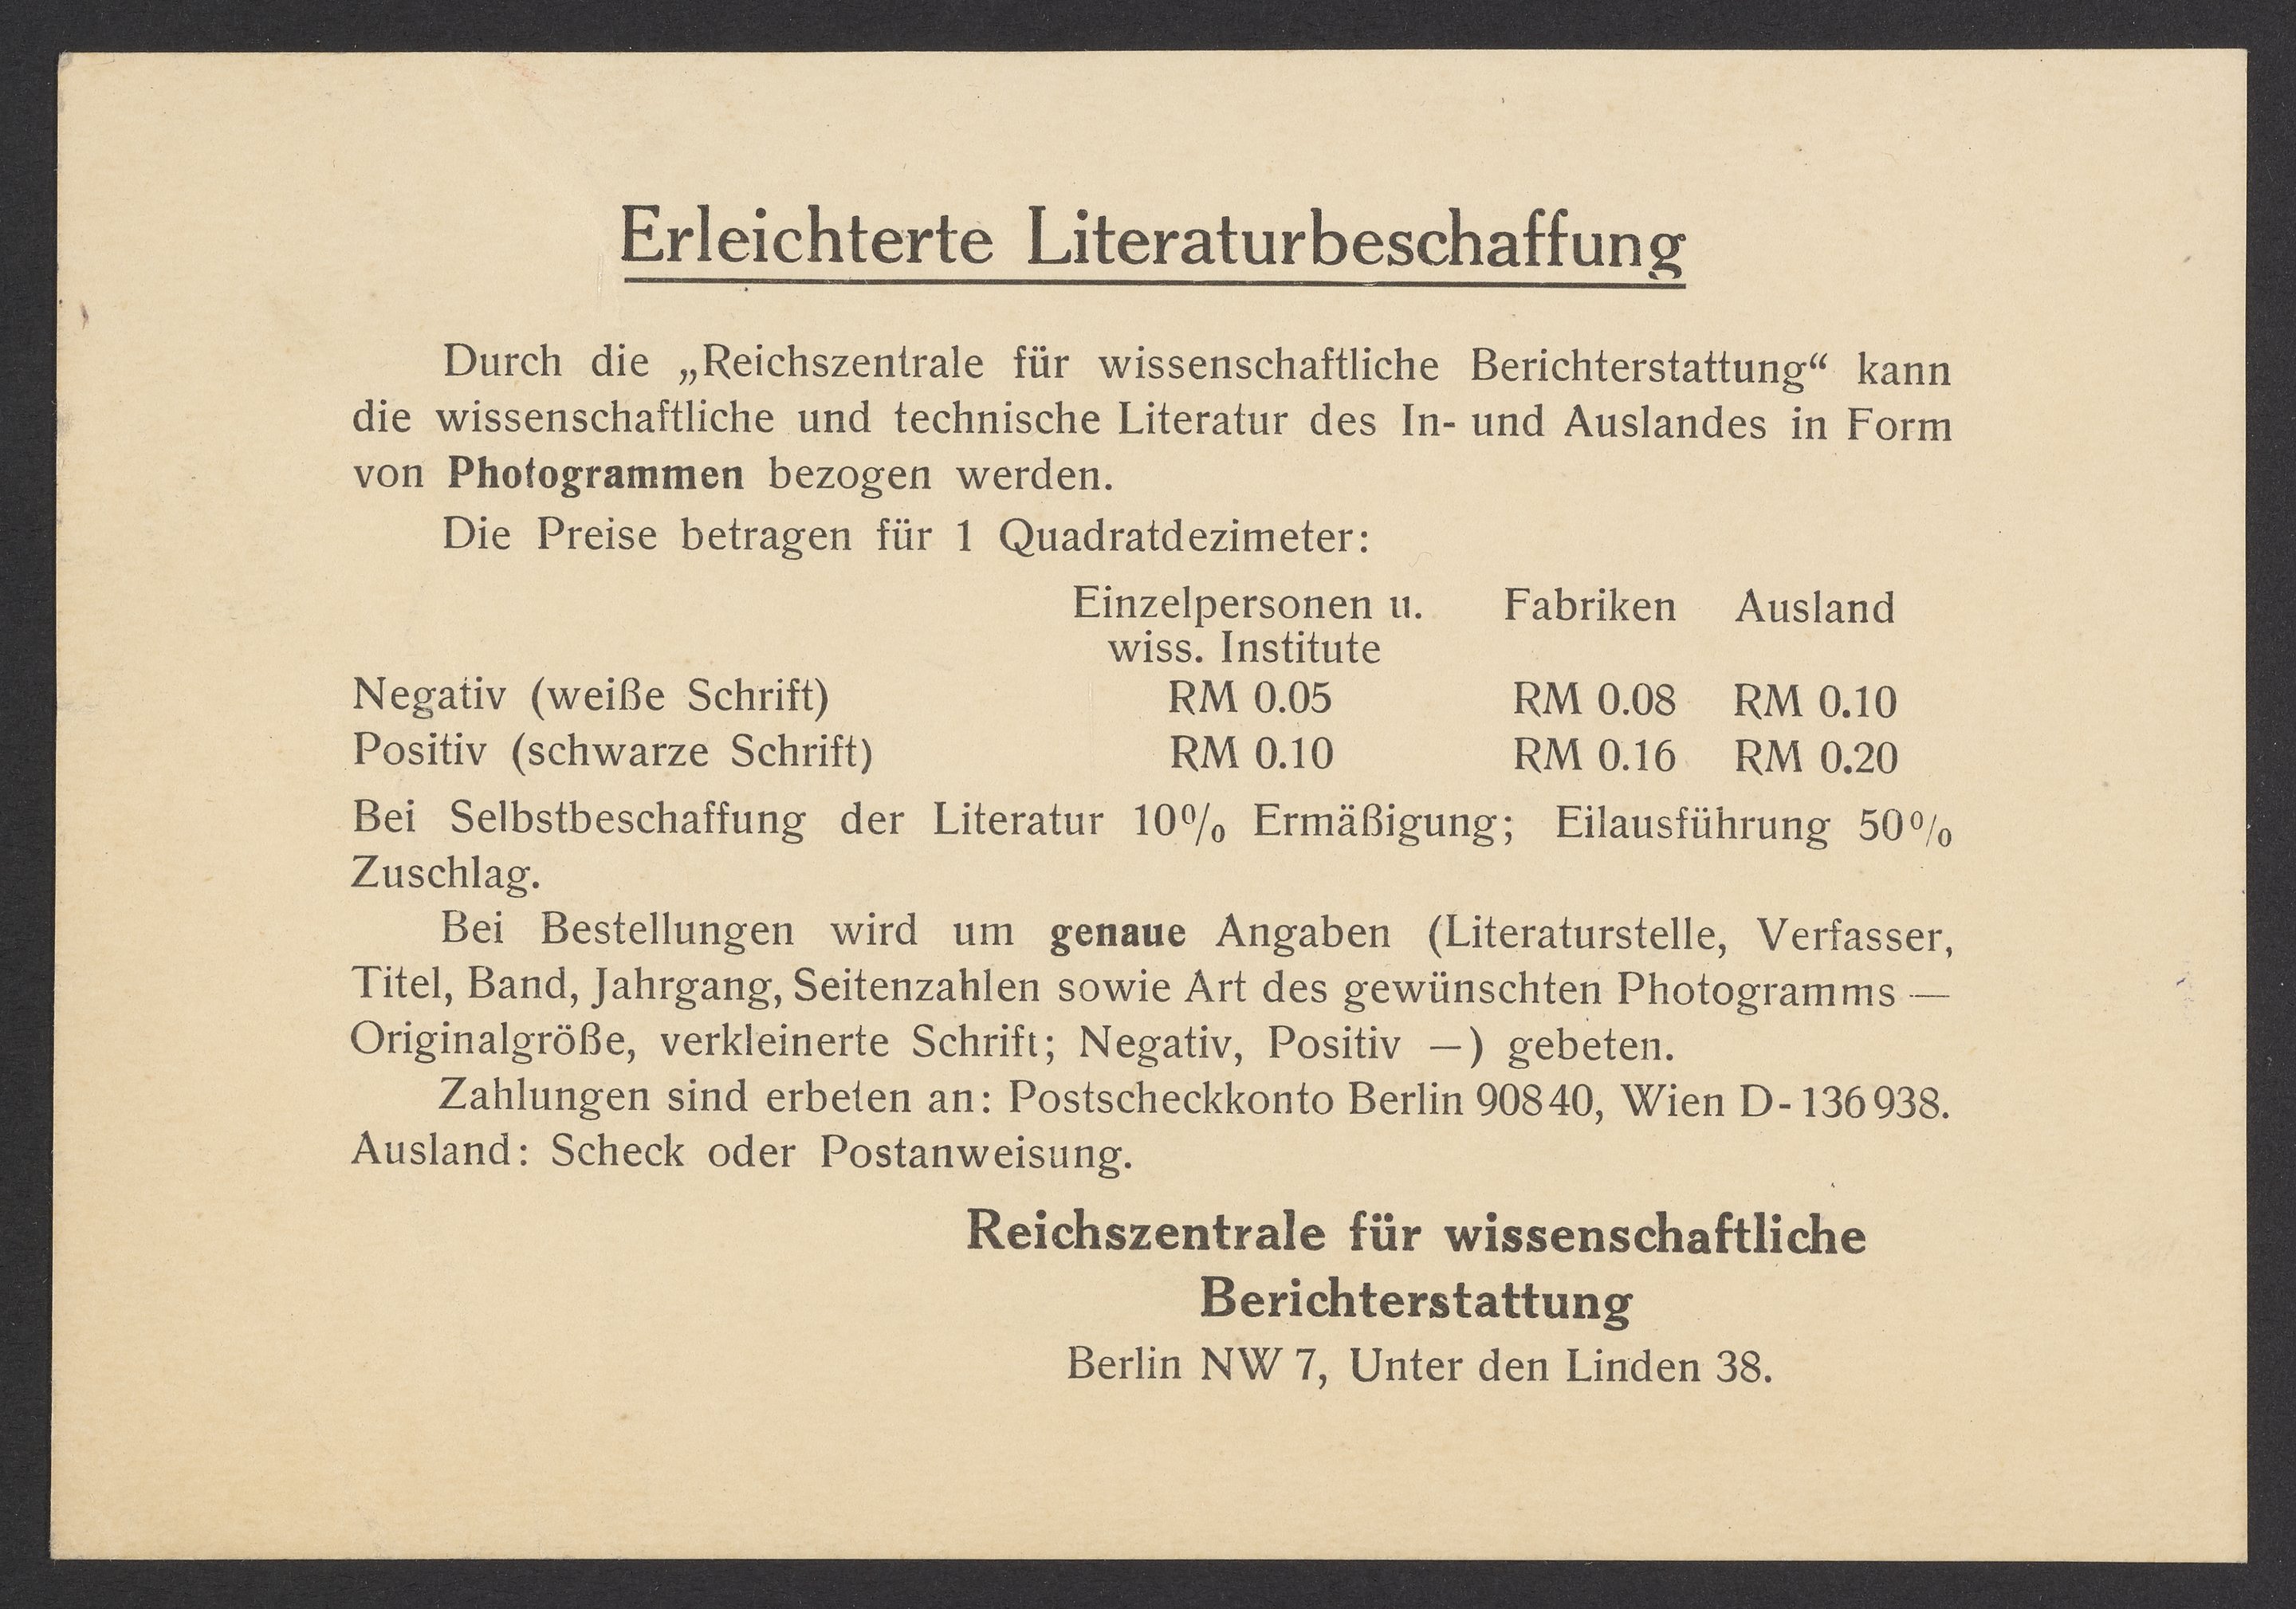 Erleichterte Literaturbeschaffung
Durch die „Reichszentrale für wissenschaftliche Berichterstattung“ kann
die wissenschaftliche und technische Literatur des In- und Auslandes in Form
von Photogrammen bezogen werden.
Die Preise betragen für 1 Quadratdezimeter:
Einzelpersonen u. Fabriken Ausland
wiss. Institute
Negativ (weiße Schrift) RM 0.05 RM 0.08 RM 0.10
Positiv (schwarze Schrift) RM 0.10 RM 0.16 RM 0.20
Bei Selbstbeschaffung der Literatur 10% Ermäßigung; Eilausführung 50%
Zuschlag.
Bei Bestellungen wird um genaue Angaben (Literaturstelle, Verfasser,
Titel, Band, Jahrgang, Seitenzahlen sowie Art des gewünschten Photogramms —
Originalgröße, verkleinerte Schrift; Negativ, Positiv —) gebeten.
Zahlungen sind erbeten an: Postscheckkonto Berlin 90840, Wien D-136938.
Ausland: Scheck oder Postanweisung.
Reichszentrale für wissenschaftliche
Berichterstattung
Berlin NW 7, Unter den Linden 38.